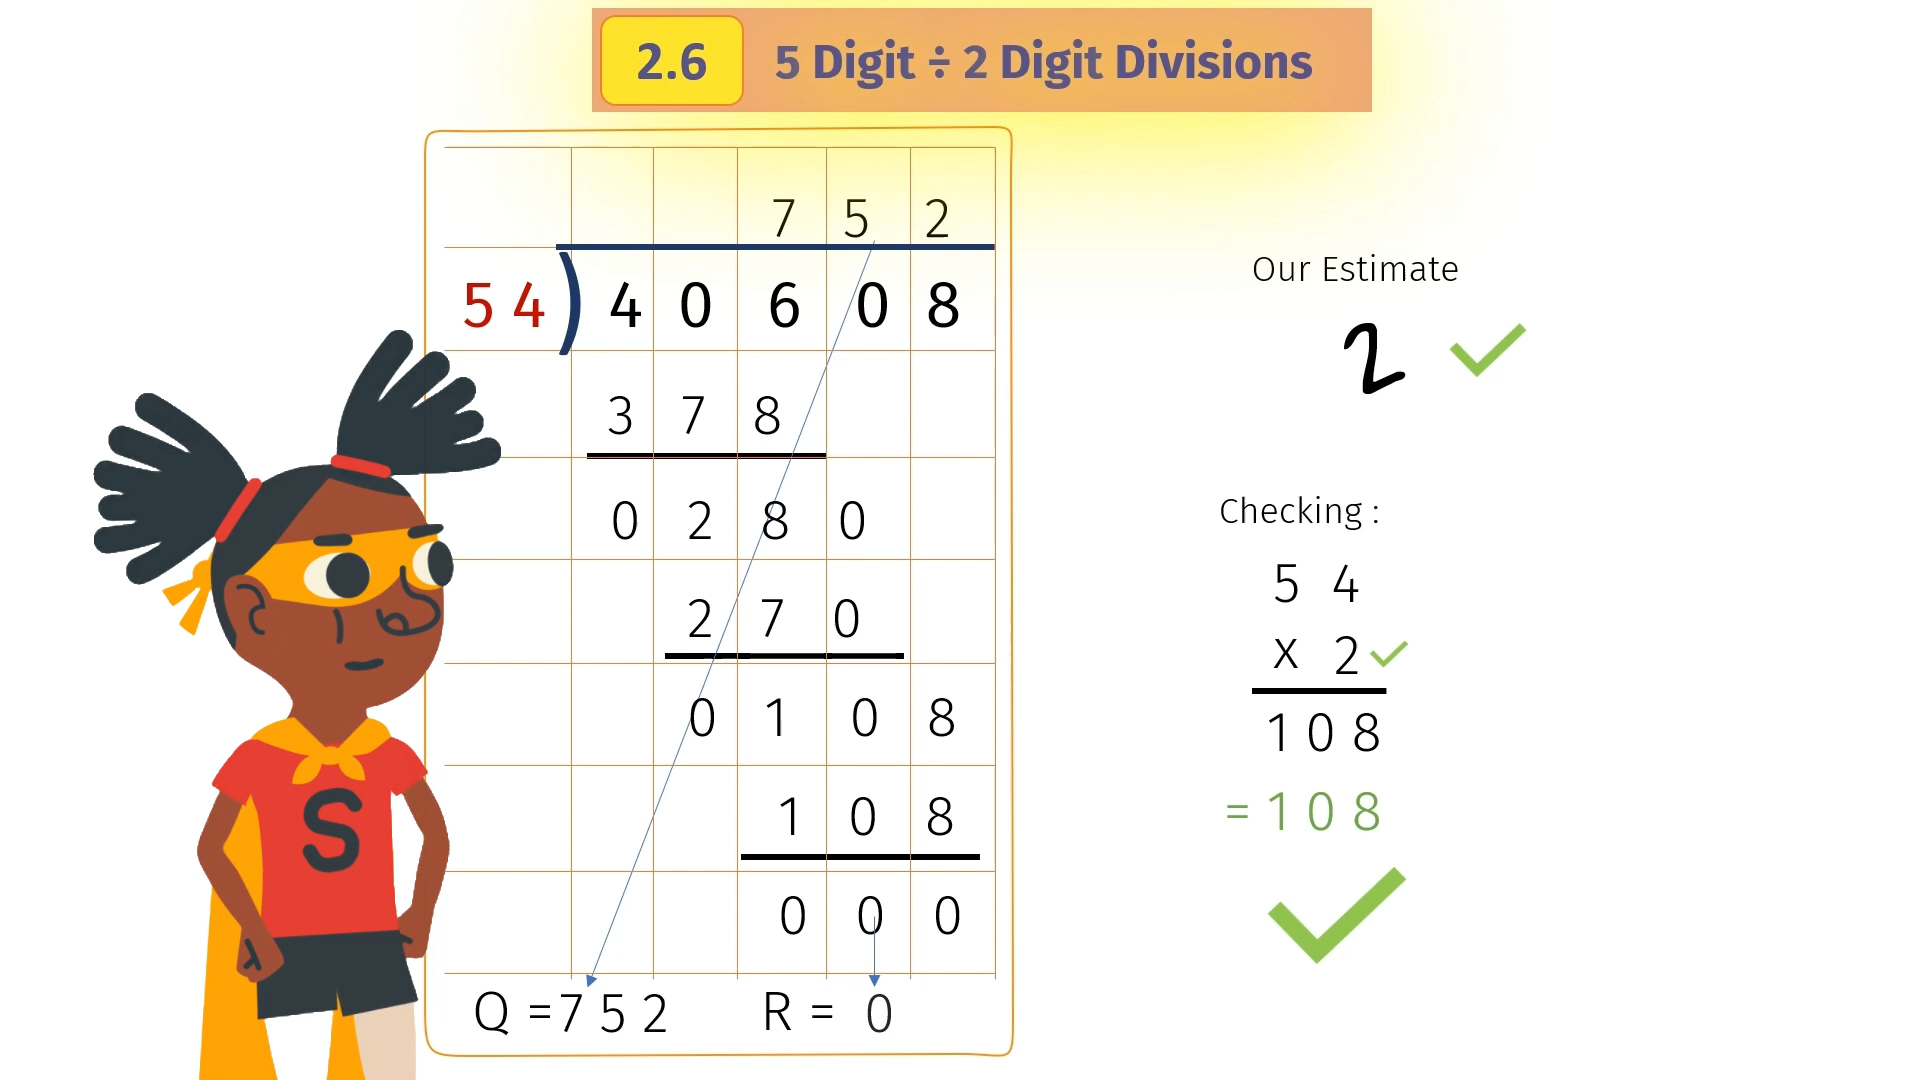 2.6 5 Digit ÷ 2 Digit Divisions
7 5 2
5 4 ) 4 0 6 0 8
3 7 8
0 2 8 0
2 7 0
0 1 0 8
1 0 8
0 0 0
Q = 7 5 2 R = 0
S
Our Estimate
2
Checking :
5 4
x 2
1 0 8
= 1 0 8